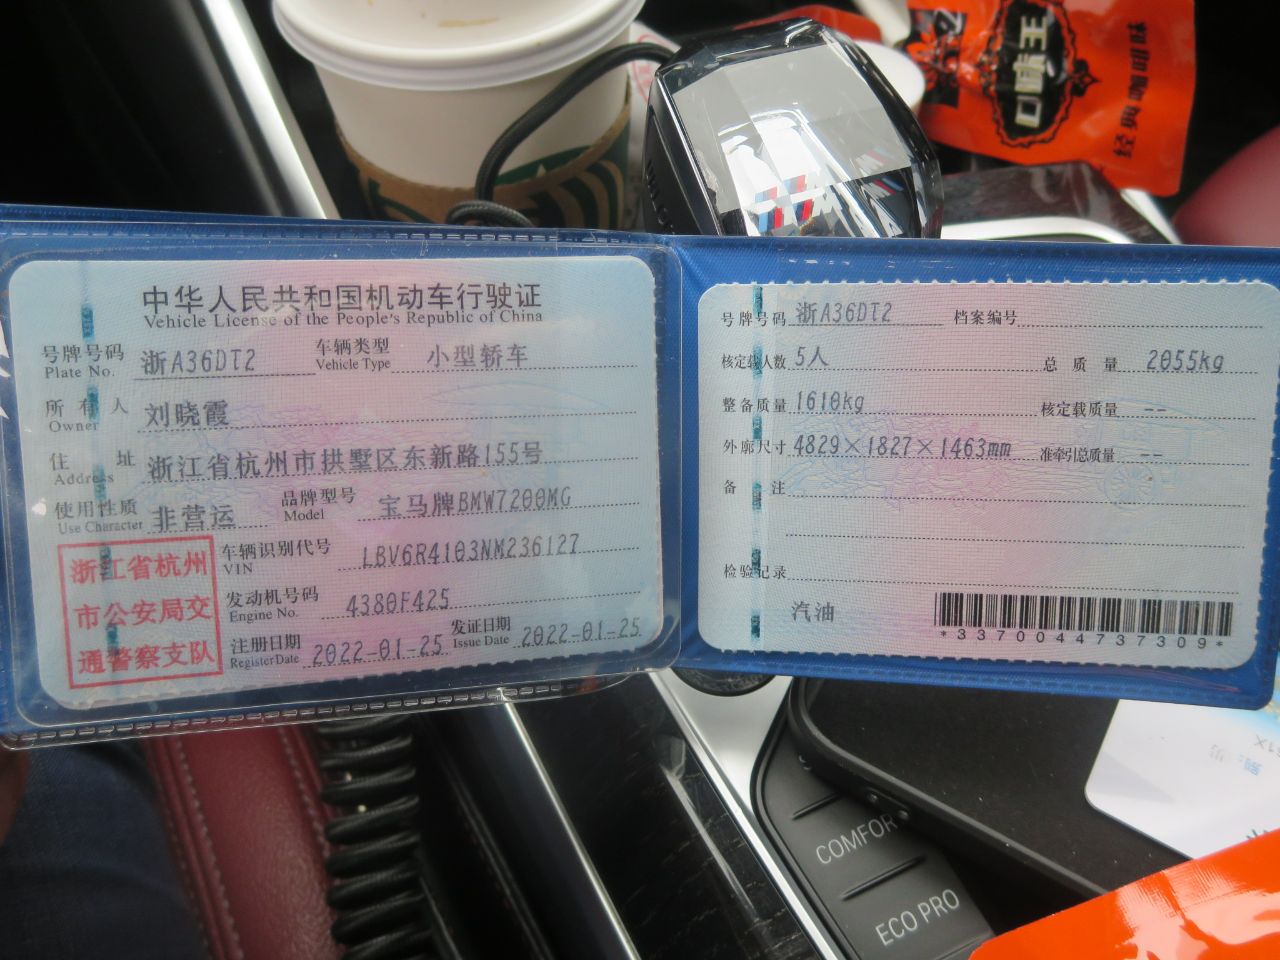 口味王
经典咖啡味
中华人民共和国机动车行驶证
Vehicle License of the People's Republic of China
号牌号码 浙A36DT2 车辆类型 小型轿车
Plate No. Vehicle Type
所有人 刘晓霞
Owner
住址 浙江省杭州市拱墅区东新路155号
Address
使用性质 非营运 品牌型号 宝马牌BMW7200MG
Use Character Model
浙江省杭州
市公安局交
通警察支队
车辆识别代号 LBV6R4103NM236127
VIN
发动机号码 4380F425
Engine No.
注册日期 2022-01-25 发证日期 2022-01-25
Register Date Issue Date
号牌号码 浙A36DT2 档案编号
核定载人数 5人 总质量 2055kg
整备质量 1610kg 核定载质量 --
外廓尺寸 4829×1827×1463mm 准牵引总质量 --
备注
检验记录
汽油
*3370044737309*
COMFOR
ECO PRO